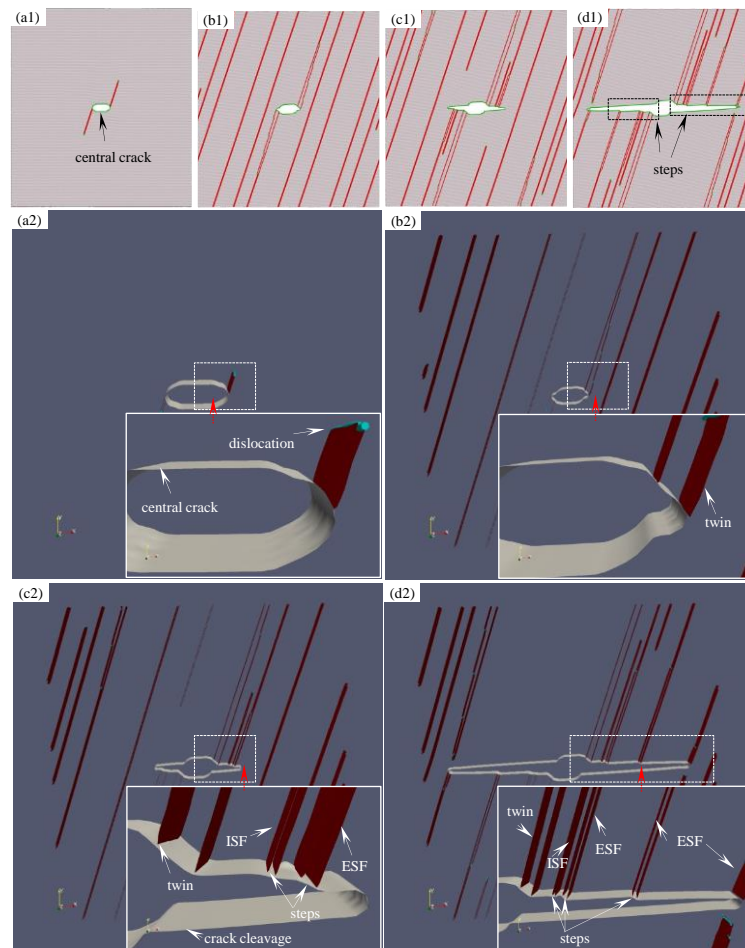 (a1)
(b1)
(c1)
(d1)
central crack
steps
(a2)
(b2)
dislocation
central crack
twin
(c2)
(d2)
ISF
ESF
twin
steps
crack cleavage
twin
ISF
ESF
ESF
steps